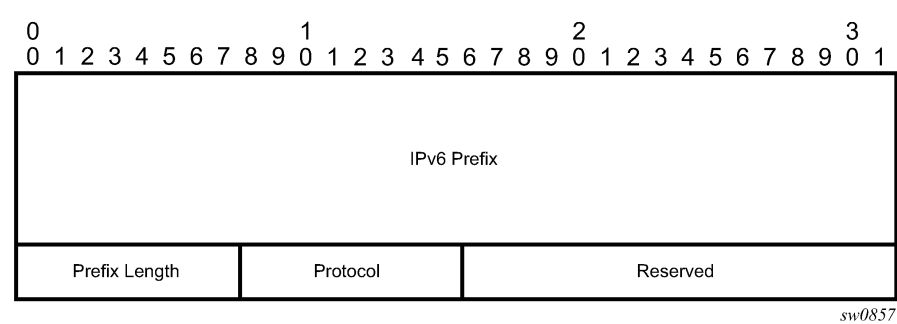 0 1 2 3
0 1 2 3 4 5 6 7 8 9 0 1 2 3 4 5 6 7 8 9 0 1 2 3 4 5 6 7 8 9 0 1
IPv6 Prefix
Prefix Length Protocol Reserved
sw0857